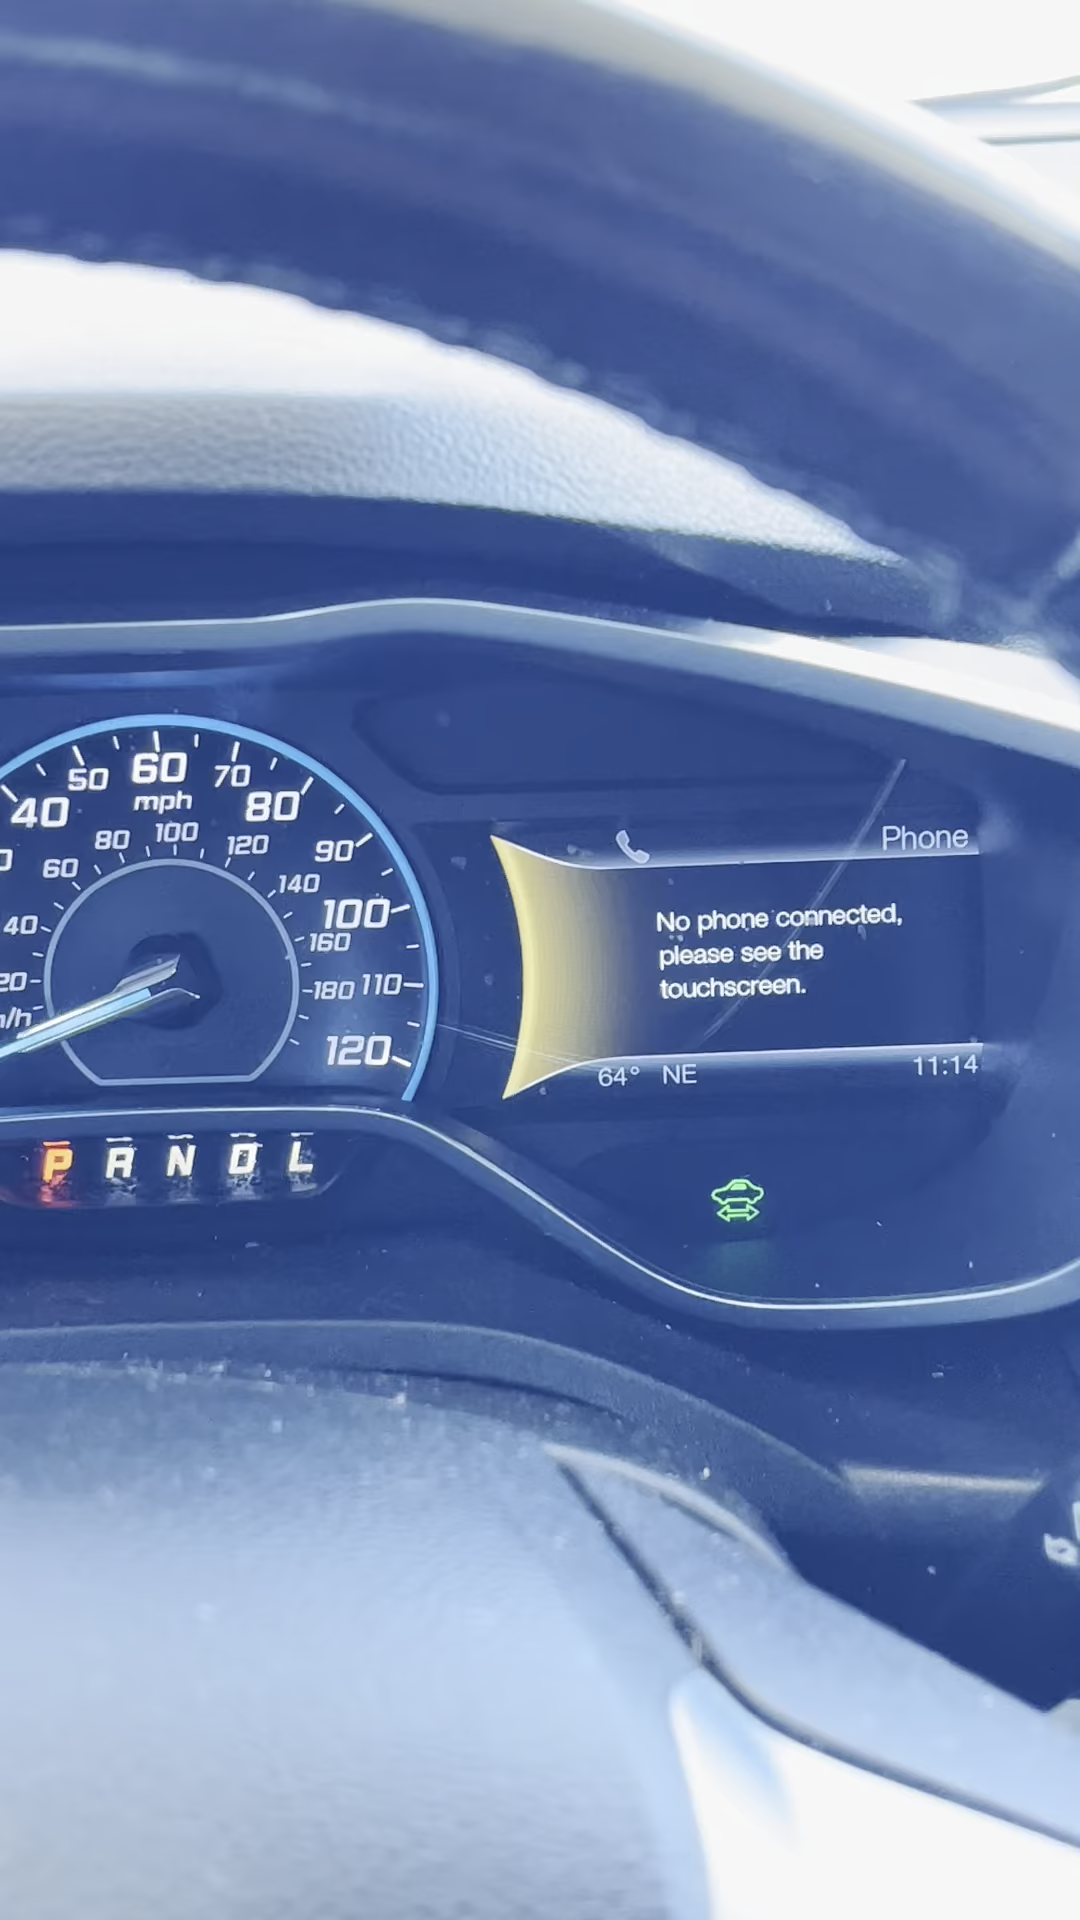 40 50 60 70 80 90 100 110 120
mph
20 40 60 80 100 120 140 160 180
P R N D L
Phone
No phone connected,
please see the
touchscreen.
64° NE 11:14